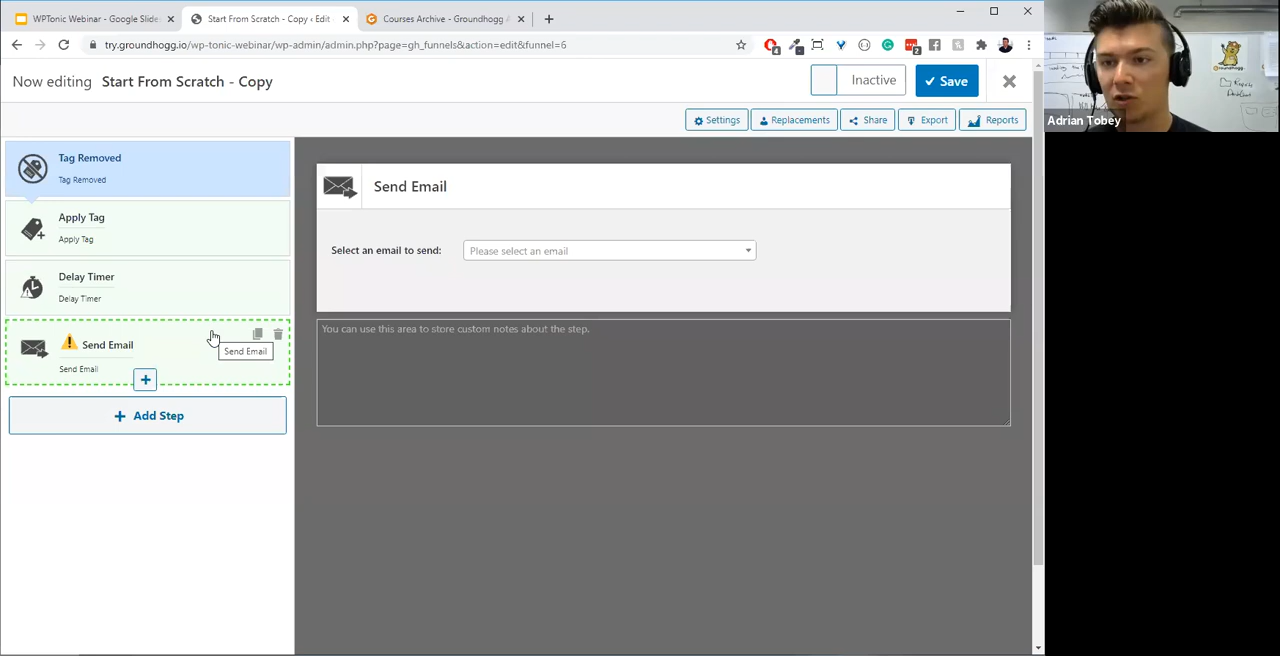 WPTonic Webinar - Google Slide
Start From Scratch - Copy ‹ Edit
Courses Archive - Groundhogg
try.groundhogg.io/wp-tonic-webinar/wp-admin/admin.php?page=gh_funnels&action=edit&funnel=6
Now editing Start From Scratch - Copy
Inactive
Save
Settings
Replacements
Share
Export
Reports
Tag Removed
Tag Removed
Apply Tag
Apply Tag
Delay Timer
Delay Timer
Send Email
Send Email
Send Email
Add Step
Send Email
Select an email to send: Please select an email
You can use this area to store custom notes about the step.
Adrian Tobey